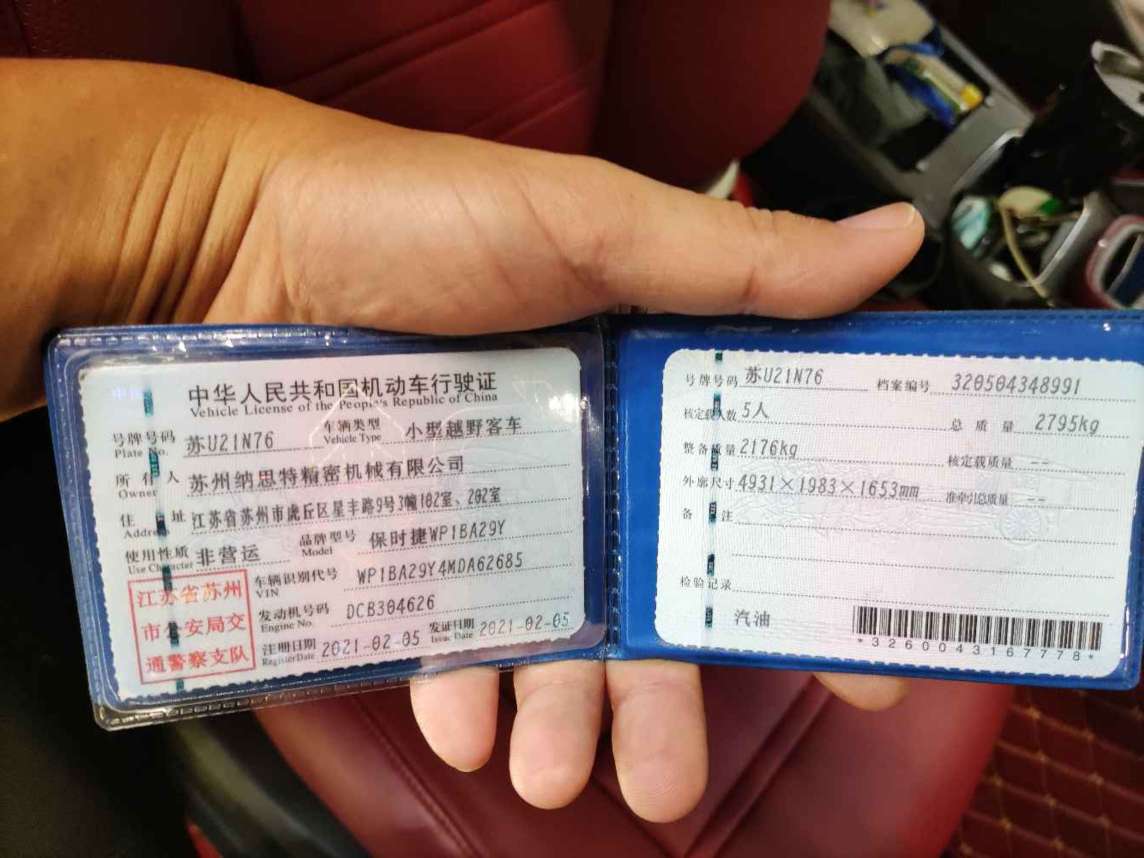 中华人民共和国机动车行驶证
Vehicle License of the People's Republic of China
号牌号码 苏U21N76 车辆类型 小型越野客车
Plate No. Vehicle Type
所有人 苏州纳思特精密机械有限公司
Owner
住址 江苏省苏州市虎丘区星丰路9号3幢102室、202室
Address
使用性质 非营运 品牌型号 保时捷WP1BA29Y
Use Character Model
江苏省苏州
市公安局交
通警察支队
车辆识别代号 WP1BA29Y4MDA62685
VIN
发动机号码 DCB304626
Engine No.
注册日期 2021-02-05 发证日期 2021-02-05
Register Date Issue Date
号牌号码 苏U21N76 档案编号 320504348991
核定载人数 5人 总质量 2795kg
整备质量 2176kg 核定载质量 --
外廓尺寸 4931×1983×1653mm 准牵引总质量 --
备注
检验记录
汽油
*3260043167778*